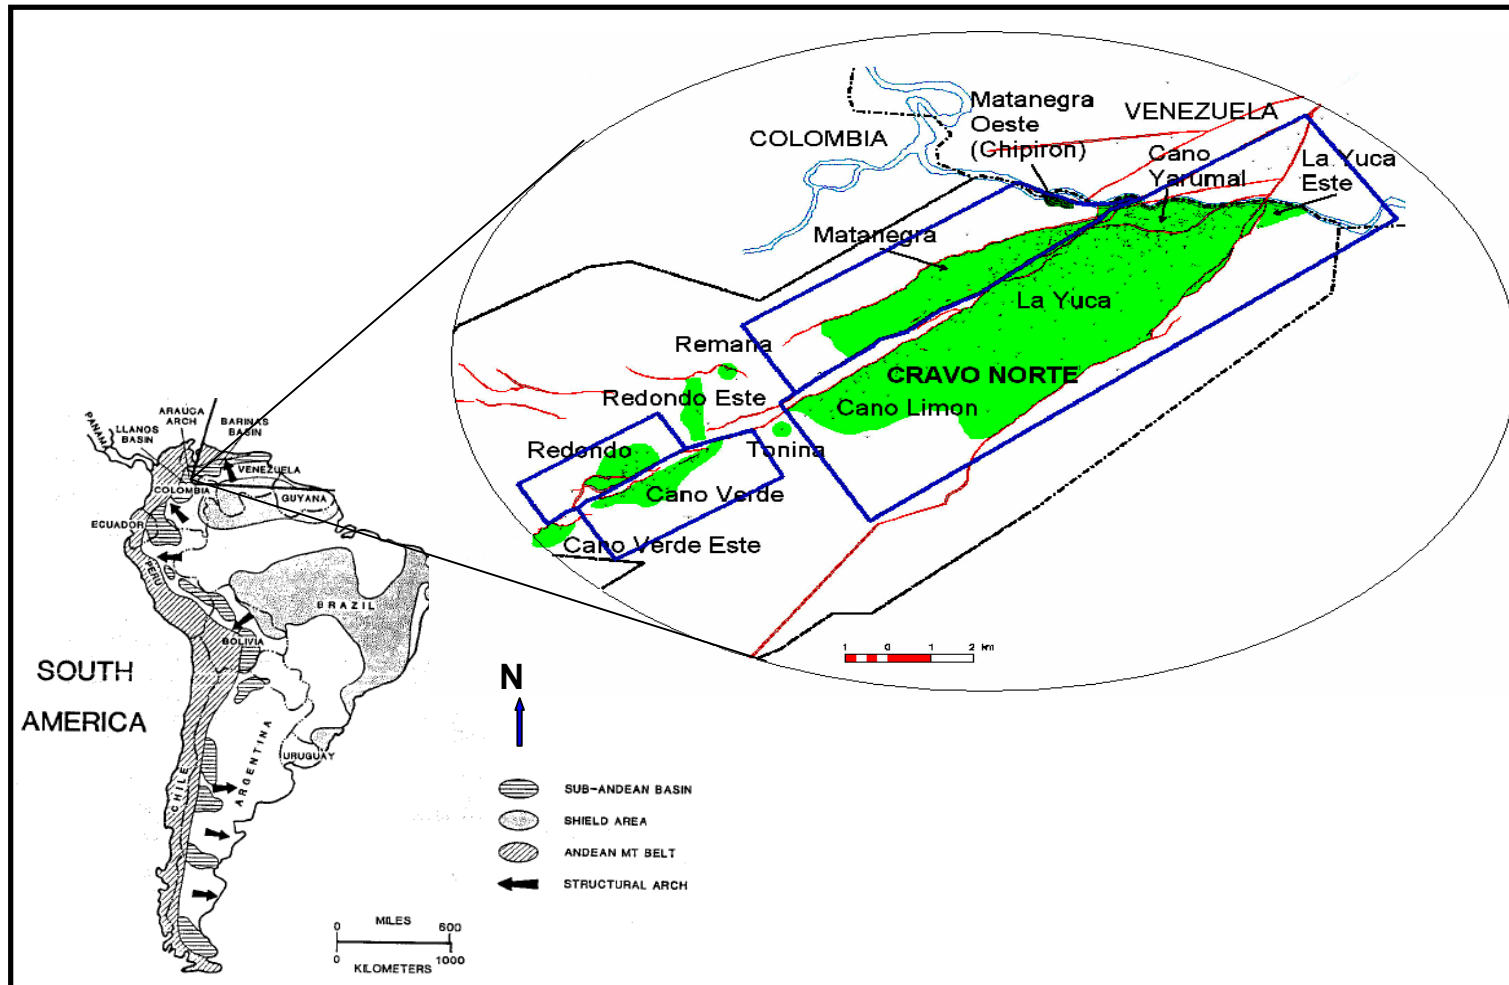 Matanegra
Oeste
(Chipiron)
VENEZUELA
COLOMBIA
Cano
Yarumal
La Yuca
Este
Matanegra
La Yuca
Remana
CRAVO NORTE
Redondo Este
Cano Limon
Redondo
Tonina
Cano Verde
Cano Verde Este
1 0 1 2 km
PANAMA
LLANOS
BASIN
ARAUCA
ARCH
BARINAS
BASIN
VENEZUELA
COLOMBIA
GUYANA
ECUADOR
PERU
BRAZIL
BOLIVIA
SOUTH
AMERICA
CHILE
ARGENTINA
URUGUAY
N
SUB-ANDEAN BASIN
SHIELD AREA
ANDEAN MT BELT
STRUCTURAL ARCH
0 MILES 600
0 KILOMETERS 1000